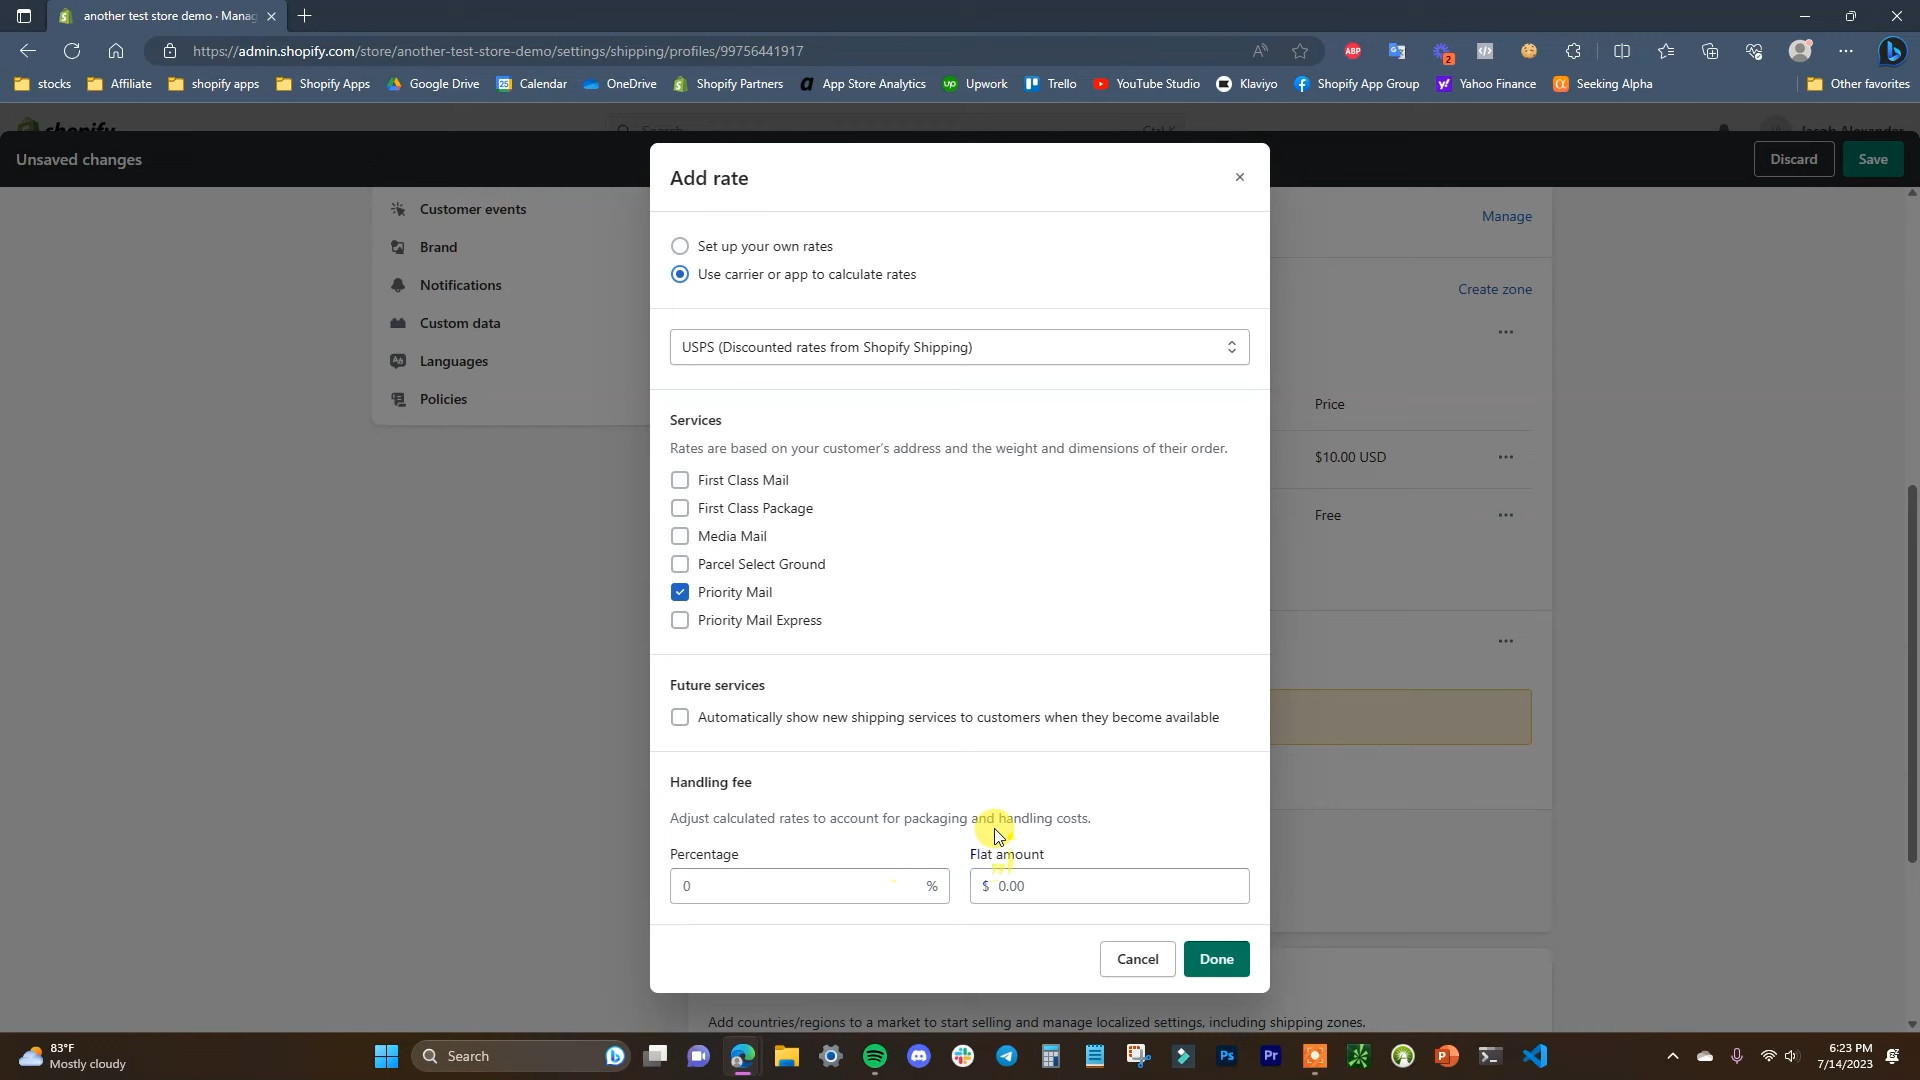 another test store demo · Manag
https://admin.shopify.com/store/another-test-store-demo/settings/shipping/profiles/99756441917
2
stocks Affiliate shopify apps Shopify Apps Google Drive Calendar OneDrive Shopify Partners App Store Analytics Upwork Trello YouTube Studio Klaviyo Shopify App Group Yahoo Finance Seeking Alpha Other favorites
shopify Search Ctrl K Jacob Alexander
Unsaved changes
Discard Save
Customer events
Brand
Notifications
Custom data
Languages
Policies
Add rate
Set up your own rates
Use carrier or app to calculate rates
USPS (Discounted rates from Shopify Shipping)
Services
Rates are based on your customer's address and the weight and dimensions of their order.
First Class Mail
First Class Package
Media Mail
Parcel Select Ground
Priority Mail
Priority Mail Express
Future services
Automatically show new shipping services to customers when they become available
Handling fee
Adjust calculated rates to account for packaging and handling costs.
Percentage Flat amount
0 % $ 0.00
Cancel Done
Manage
Create zone
Price
$10.00 USD
Free
Add countries/regions to a market to start selling and manage localized settings, including shipping zones.
83°F
Mostly cloudy
Search
6:23 PM
7/14/2023